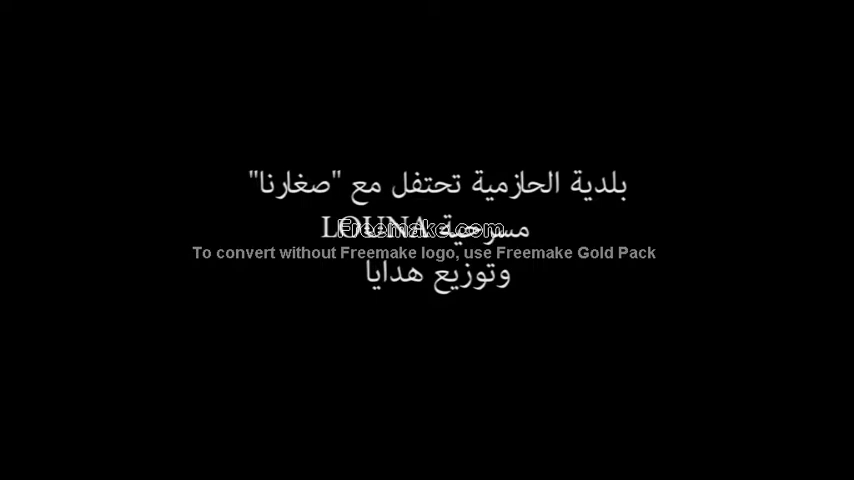 بلدية الحازمية تحتفل مع "صغارنا"
مسرحية LOUNA
Freemake.com
To convert without Freemake logo, use Freemake Gold Pack
وتوزيع هدايا